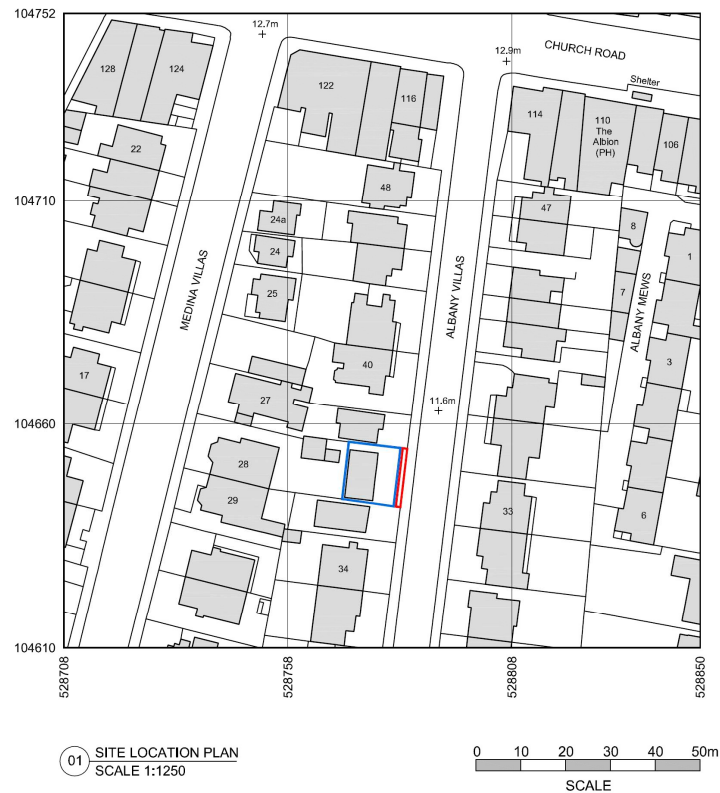 104752
12.7m
12.9m
CHURCH ROAD
128
124
122
116
Shelter
114
110
The
Albion
(PH)
106
22
48
104710
24a
47
8
1
24
MEDINA VILLAS
ALBANY VILLAS
25
7
ALBANY MEWS
17
40
3
27
11.6m
104660
28
29
33
6
34
104610
528708
528758
528808
528850
01
SITE LOCATION PLAN
SCALE 1:1250
0 10 20 30 40 50m
SCALE